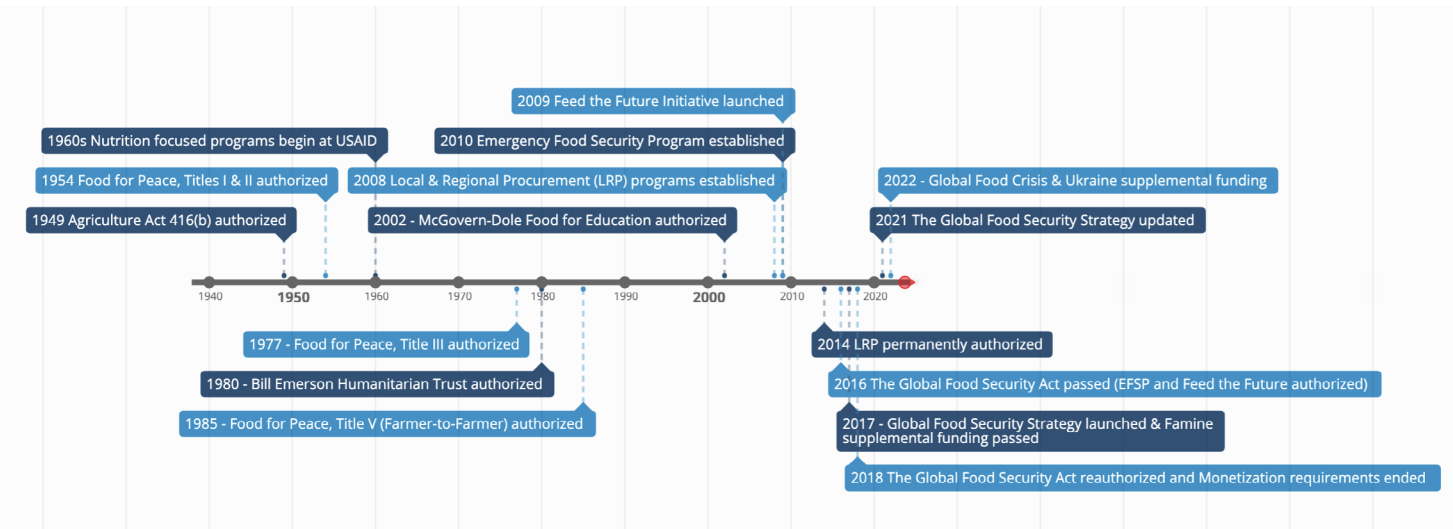 2009 Feed the Future Initiative launched
1960s Nutrition focused programs begin at USAID
2010 Emergency Food Security Program established
1954 Food for Peace, Titles I & II authorized
2008 Local & Regional Procurement (LRP) programs established
2022 - Global Food Crisis & Ukraine supplemental funding
1949 Agriculture Act 416(b) authorized
2002 - McGovern-Dole Food for Education authorized
2021 The Global Food Security Strategy updated
1940
1950
1960
1970
1980
1990
2000
2010
2020
1977 - Food for Peace, Title III authorized
2014 LRP permanently authorized
1980 - Bill Emerson Humanitarian Trust authorized
2016 The Global Food Security Act passed (EFSP and Feed the Future authorized)
1985 - Food for Peace, Title V (Farmer-to-Farmer) authorized
2017 - Global Food Security Strategy launched & Famine
supplemental funding passed
2018 The Global Food Security Act reauthorized and Monetization requirements ended